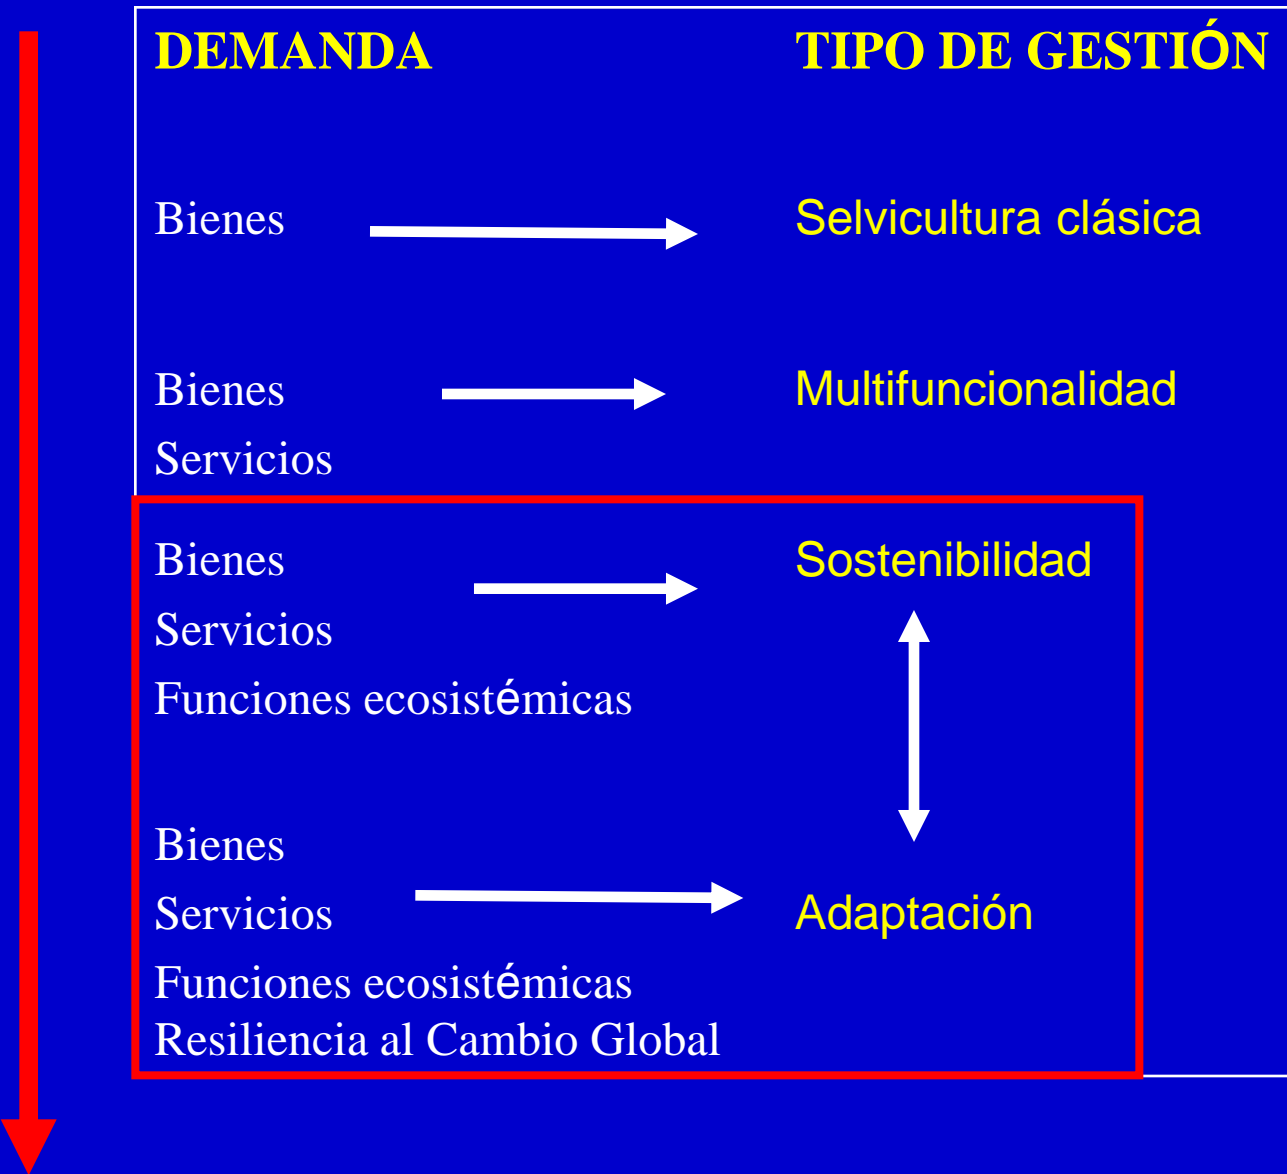 DEMANDA TIPO DE GESTIÓN
Bienes Selvicultura clásica
Bienes Multifuncionalidad
Servicios
Bienes Sostenibilidad
Servicios
Funciones ecosistémicas
Bienes
Servicios Adaptación
Funciones ecosistémicas
Resiliencia al Cambio Global